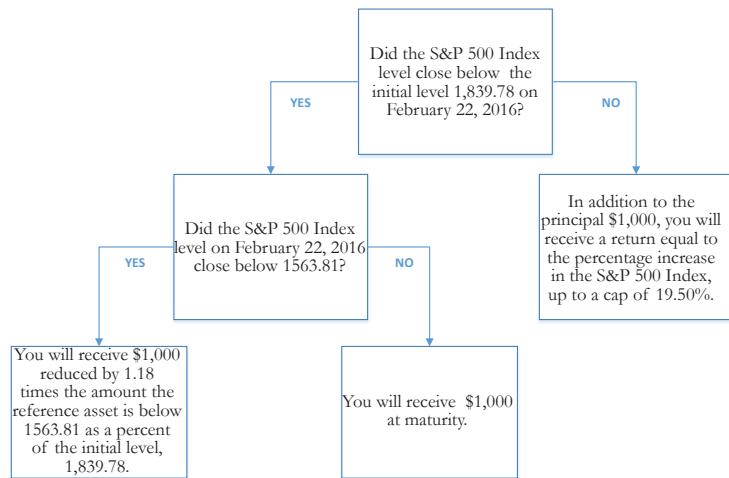 Did the S&P 500 Index
level close below the
initial level 1,839.78 on
February 22, 2016?
YES
NO
Did the S&P 500 Index
level on February 22, 2016
close below 1563.81?
In addition to the
principal $1,000, you will
receive a return equal to
the percentage increase
in the S&P 500 Index,
up to a cap of 19.50%.
YES
NO
You will receive $1,000
reduced by 1.18
times the amount the
reference asset is below
1563.81 as a percent
of the initial level,
1,839.78.
You will receive $1,000
at maturity.